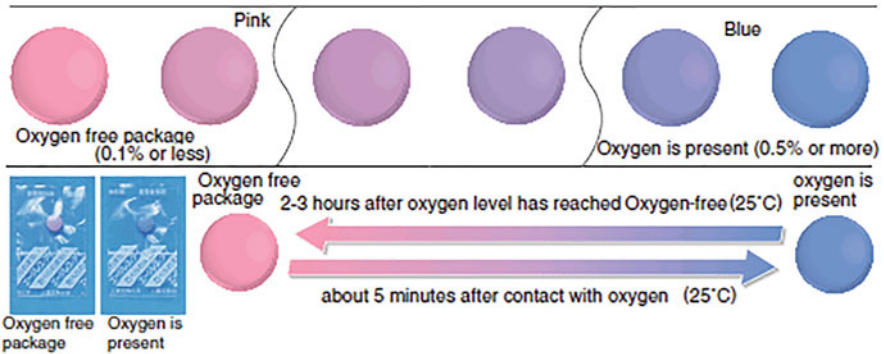 Pink
Blue
Oxygen free package
(0.1% or less)
Oxygen is present (0.5% or more)
Oxygen free
package
2-3 hours after oxygen level has reached Oxygen-free (25°C)
oxygen is
present
about 5 minutes after contact with oxygen (25°C)
Oxygen free
package
Oxygen is
present